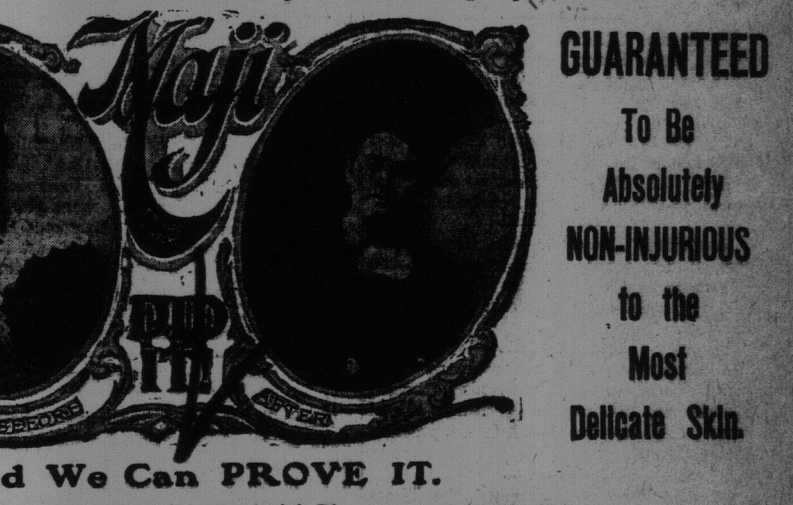 Maji
DID
IT!
BEFORE
AFTER
d We Can PROVE IT.
GUARANTEED
To Be
Absolutely
NON-INJURIOUS
to the
Most
Delicate Skin.